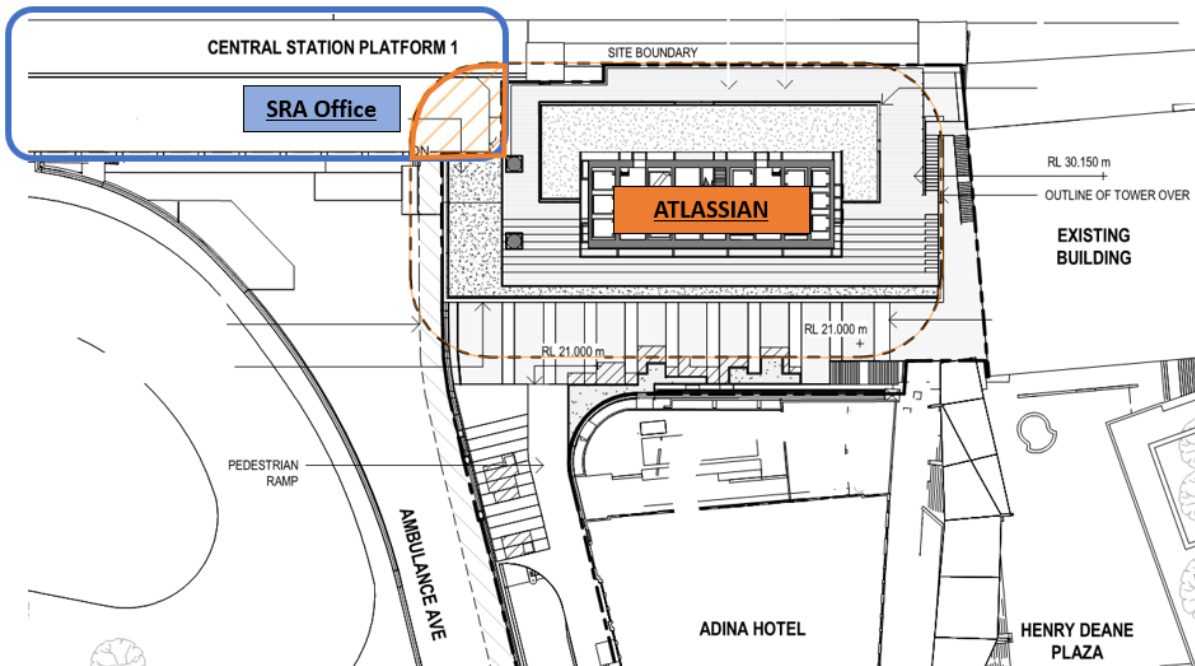 CENTRAL STATION PLATFORM 1
SITE BOUNDARY
SRA Office
DN
RL 30.150 m
ATLASSIAN
OUTLINE OF TOWER OVER
EXISTING
BUILDING
RL 21.000 m
RL 21.000 m
PEDESTRIAN
RAMP
AMBULANCE AVE
ADINA HOTEL
HENRY DEANE
PLAZA